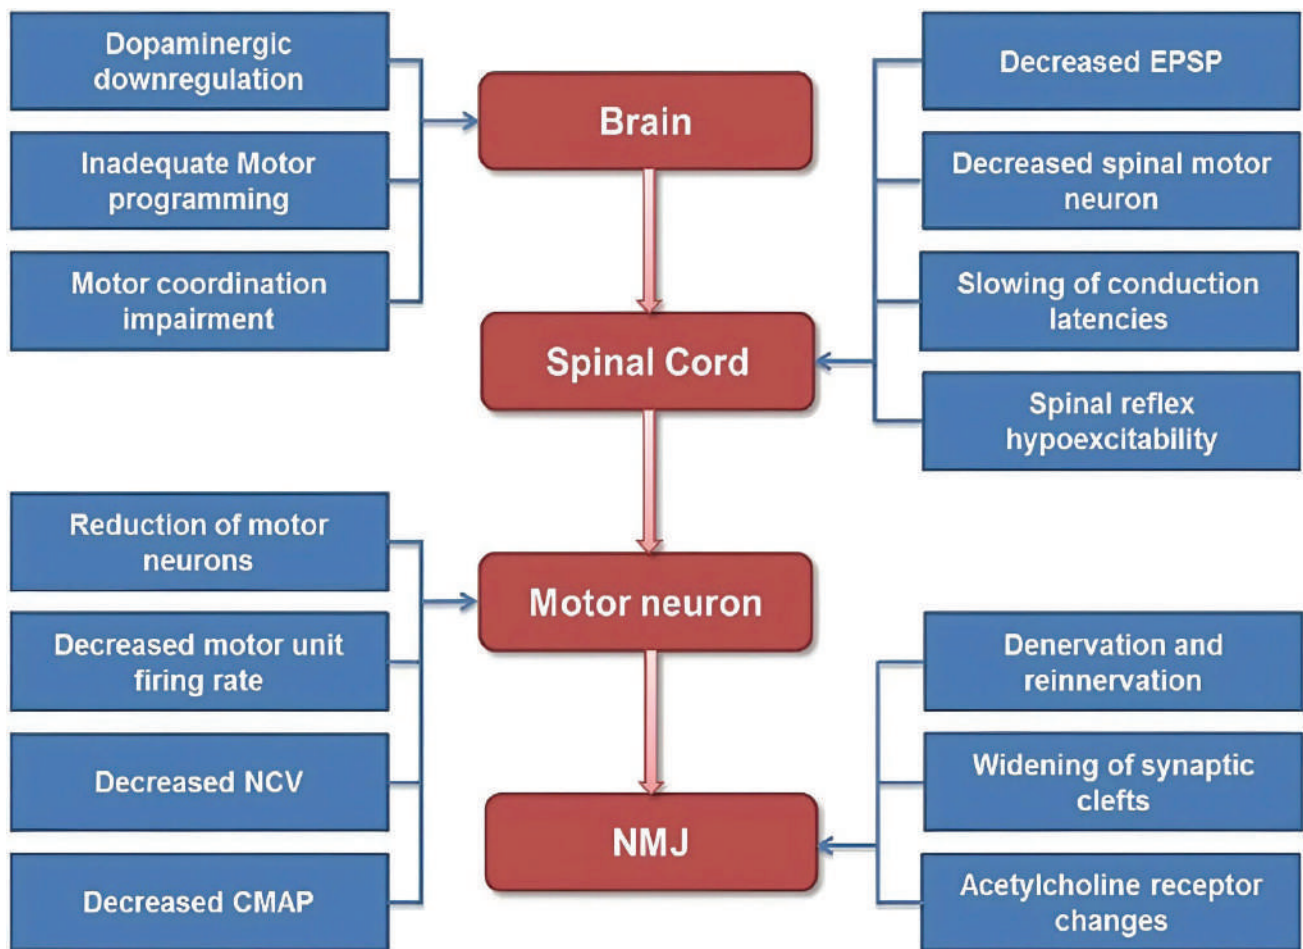 Dopaminergic
downregulation
Inadequate Motor
programming
Motor coordination
impairment
Brain
Decreased EPSP
Decreased spinal motor
neuron
Slowing of conduction
latencies
Spinal reflex
hypoexcitability
Spinal Cord
Reduction of motor
neurons
Decreased motor unit
firing rate
Decreased NCV
Decreased CMAP
Motor neuron
Denervation and
reinnervation
Widening of synaptic
clefts
Acetylcholine receptor
changes
NMJ